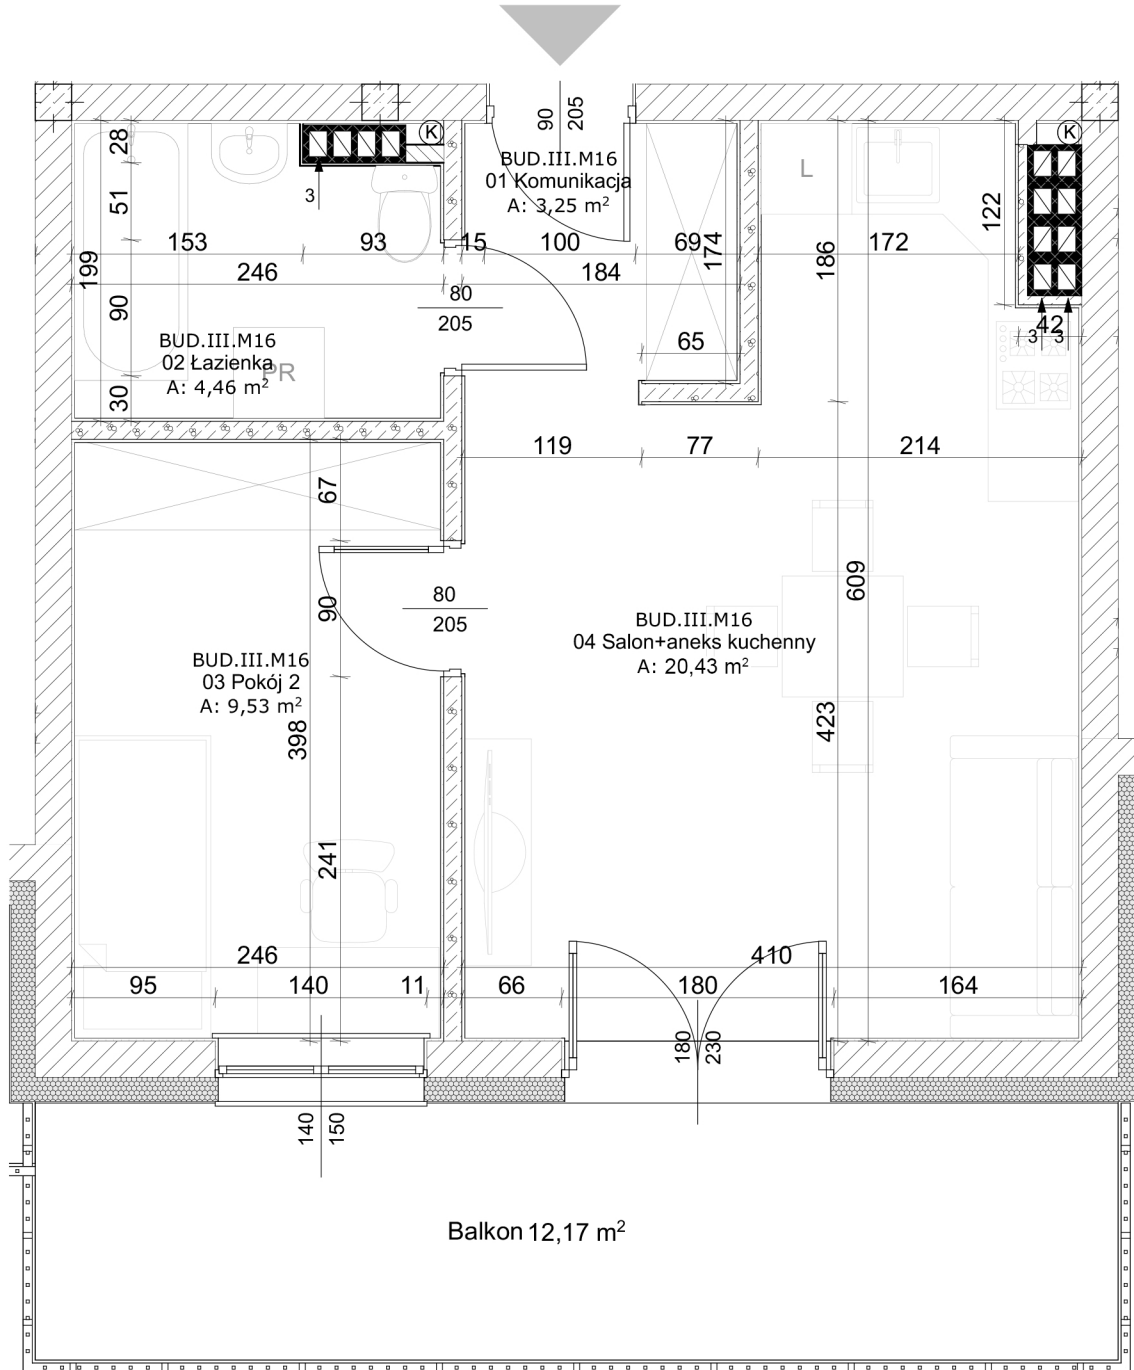 90
205
K
K
28
BUD.III.M16
01 Komunikacja
A: 3,25 m²
L
3
51
122
153
93
15
100
69
174
186
172
199
246
184
80
205
90
42
3
3
BUD.III.M16
02 Łazienka
A: 4,46 m²
PR
65
30
119
77
214
67
90
80
205
609
BUD.III.M16
04 Salon+aneks kuchenny
A: 20,43 m²
BUD.III.M16
03 Pokój 2
A: 9,53 m²
398
423
241
246
410
95
140
11
66
180
164
180
230
140
150
Balkon 12,17 m²